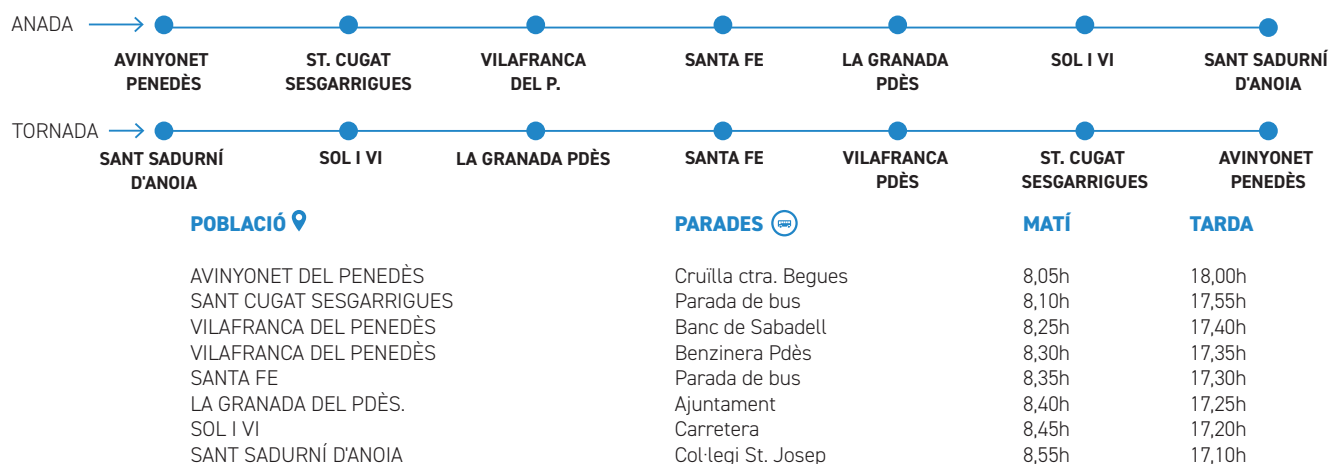 ANADA
AVINYONET PENEDÈS
ST. CUGAT SESGARRIGUES
VILAFRANCA DEL P.
SANTA FE
LA GRANADA PDÈS
SOL I VI
SANT SADURNÍ D'ANOIA
TORNADA
SANT SADURNÍ D'ANOIA
SOL I VI
LA GRANADA PDÈS
SANTA FE
VILAFRANCA PDÈS
ST. CUGAT SESGARRIGUES
AVINYONET PENEDÈS
POBLACIÓ PARADES MATÍ TARDA
AVINYONET DEL PENEDÈS Cruïlla ctra. Begues 8,05h 18,00h
SANT CUGAT SESGARRIGUES Parada de bus 8,10h 17,55h
VILAFRANCA DEL PENEDÈS Banc de Sabadell 8,25h 17,40h
VILAFRANCA DEL PENEDÈS Benzinera Pdès 8,30h 17,35h
SANTA FE Parada de bus 8,35h 17,30h
LA GRANADA DEL PDÈS. Ajuntament 8,40h 17,25h
SOL I VI Carretera 8,45h 17,20h
SANT SADURNÍ D'ANOIA Col·legi St. Josep 8,55h 17,10h